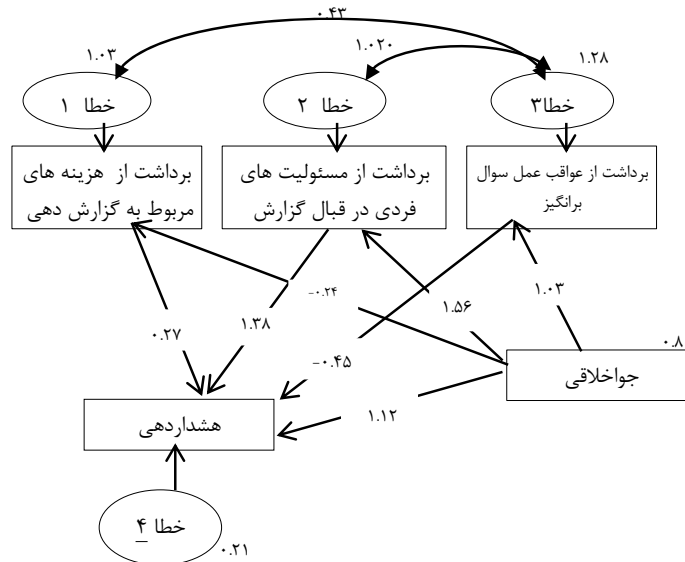 ۰.۴۳
۱.۰۳
۱.۰۲۰
۱.۲۸
خطا ۱
خطا ۲
خطا۳
برداشت از هزینه های
مربوط به گزارش دهی
برداشت از مسئولیت های
فردی در قبال گزارش
برداشت از عواقب عمل سوال
برانگیز
-۰.۲۴
۰.۲۷
۱.۳۸
۱.۵۶
۱.۰۳
-۰.۴۵
۰.۸
جواخلاقی
۱.۱۲
هشداردهی
خطا ۴
۰.۲۱